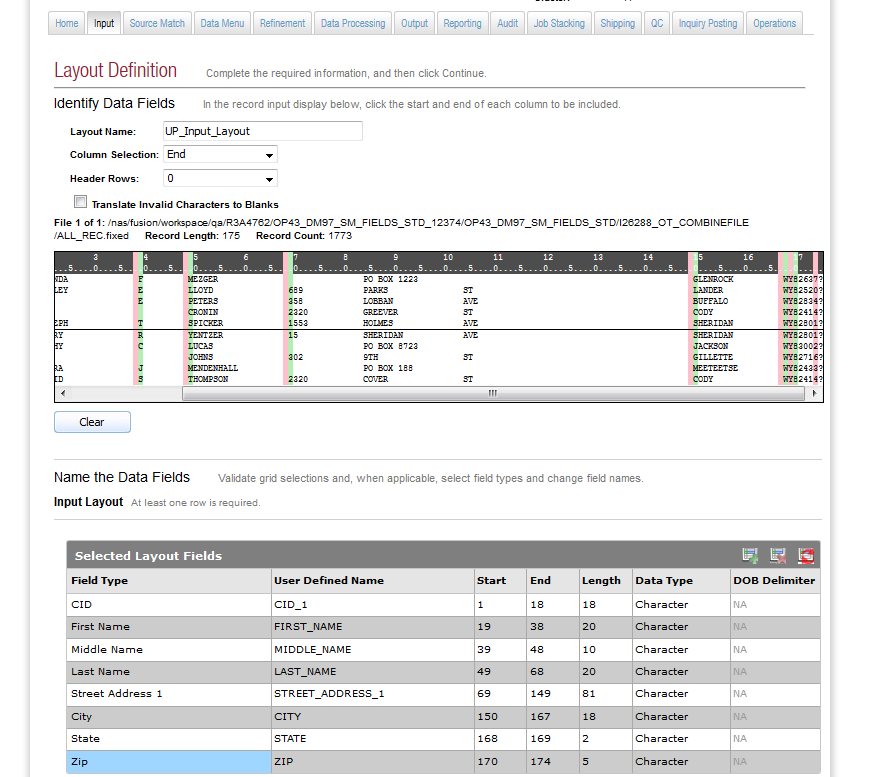 Home Input Source Match Data Menu Refinement Data Processing Output Reporting Audit Job Stacking Shipping QC Inquiry Posting Operations
Layout Definition Complete the required information, and then click Continue.
Identify Data Fields In the record input display below, click the start and end of each column to be included.
Layout Name: UP_Input_Layout
Column Selection: End
Header Rows: 0
Translate Invalid Characters to Blanks
File 1 of 1: /nas/fusion/workspace/qa/R3A4762/OP43_DM97_SM_FIELDS_STD_12374/OP43_DM97_SM_FIELDS_STD/I26288_OT_COMBINEFILE
/ALL_REC.fixed Record Length: 175 Record Count: 1773
3 4 5 6 7 8 9 10 11 12 13 14 15 16 17
...5....0....5....0....5....0....5....0....5....0....5....0....5....0....5....0....5....0....5....0....5....0....5....0....5....0....5....0....5....0....5
NDA F MEZGER PO BOX 1223 GLENROCK WY82637?
LEY E LLOYD 689 PARKS ST LANDER WY82520?
E PETERS 358 LOBBAN AVE BUFFALO WY82834?
CRONIN 2320 GREEVER ST CODY WY82414?
EPH T SPICKER 1553 HOLMES AVE SHERIDAN WY82801?
RY R YENTZER 15 SHERIDAN AVE SHERIDAN WY82801?
HY C LUCAS PO BOX 8723 JACKSON WY83002?
JOHNS 302 9TH ST GILLETTE WY82716?
RA J MENDENHALL PO BOX 188 MEETEETSE WY82433?
ID S THOMPSON 2320 COVER ST CODY WY82414?
Clear
Name the Data Fields Validate grid selections and, when applicable, select field types and change field names.
Input Layout At least one row is required.
Selected Layout Fields
Field Type User Defined Name Start End Length Data Type DOB Delimiter
CID CID_1 1 18 18 Character NA
First Name FIRST_NAME 19 38 20 Character NA
Middle Name MIDDLE_NAME 39 48 10 Character NA
Last Name LAST_NAME 49 68 20 Character NA
Street Address 1 STREET_ADDRESS_1 69 149 81 Character NA
City CITY 150 167 18 Character NA
State STATE 168 169 2 Character NA
Zip ZIP 170 174 5 Character NA